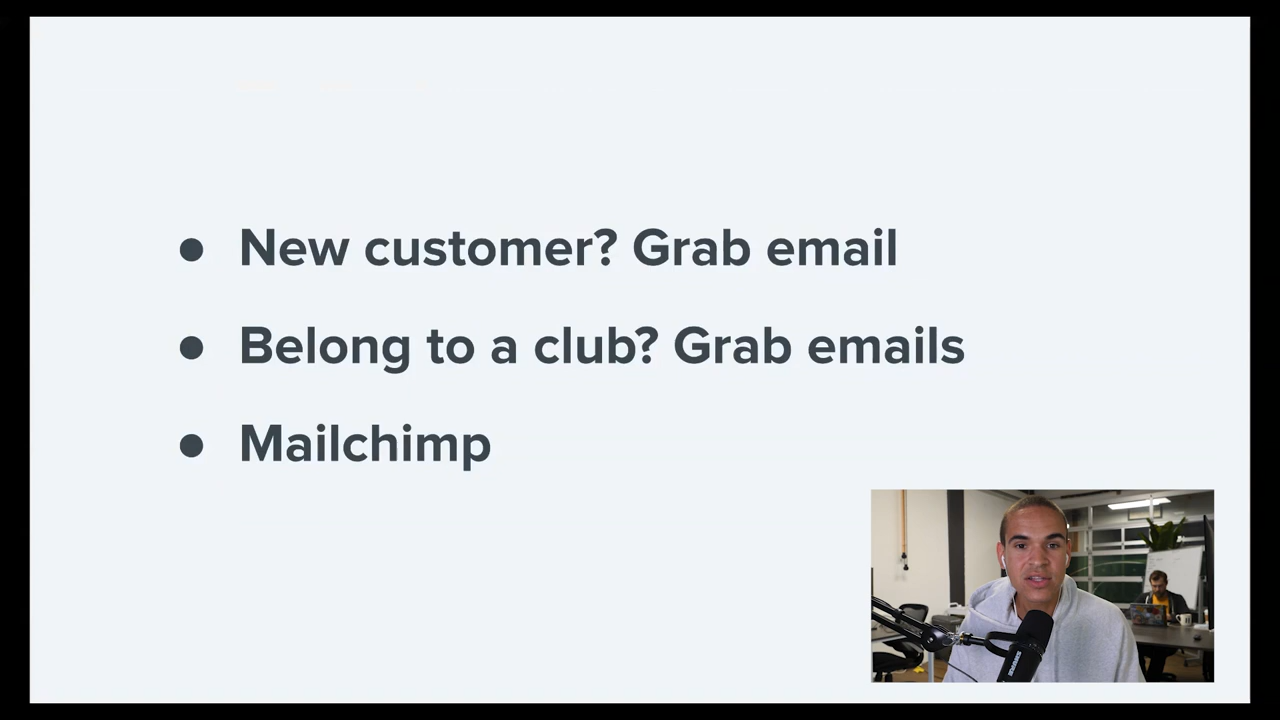 ● New customer? Grab email
● Belong to a club? Grab emails
● Mailchimp